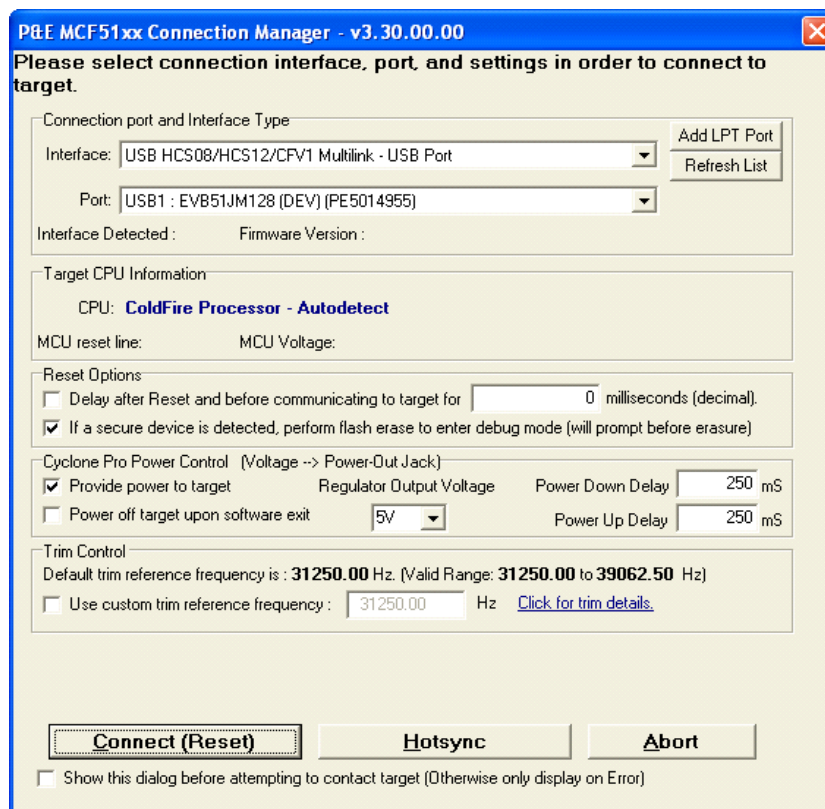 P&E MCF51xx Connection Manager - v3.30.00.00
Please select connection interface, port, and settings in order to connect to
target.
Connection port and Interface Type
Add LPT Port
Interface: USB HCS08/HCS12/CFV1 Multilink - USB Port
Refresh List
Port: USB1 : EVB51JM128 (DEV) (PE5014955)
Interface Detected : Firmware Version :
Target CPU Information
CPU: ColdFire Processor - Autodetect
MCU reset line: MCU Voltage:
Reset Options
Delay after Reset and before communicating to target for 0 milliseconds (decimal).
If a secure device is detected, perform flash erase to enter debug mode (will prompt before erasure)
Cyclone Pro Power Control (Voltage --> Power-Out Jack)
Provide power to target Regulator Output Voltage Power Down Delay 250 mS
Power off target upon software exit 5V Power Up Delay 250 mS
Trim Control
Default trim reference frequency is : 31250.00 Hz. (Valid Range: 31250.00 to 39062.50 Hz)
Use custom trim reference frequency : 31250.00 Hz Click for trim details.
Connect (Reset) Hotsync Abort
Show this dialog before attempting to contact target (Otherwise only display on Error)